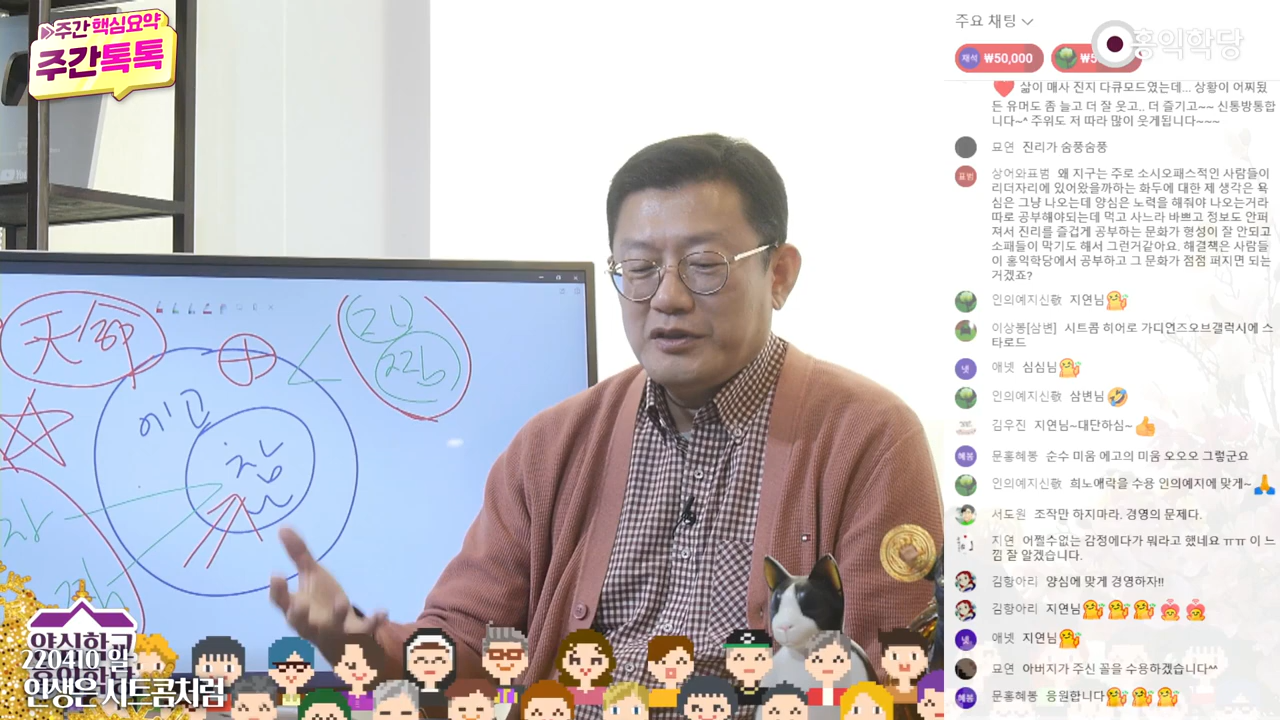 주간 핵심요약
주간톡톡
天
에고
참
나
양심학교
220410 일
인생은 시트콤처럼
주요 채팅
홍익학당
재석 ₩50,000
삶이 매사 진지 다큐모드였는데... 상황이 어찌됬
든 유머도 좀 늘고 더 잘 웃고.. 더 즐기고~~ 신통방통합
니다~^ 주위도 저 따라 많이 웃게됩니다~~~
묘연 진리가 숨풍숨풍
표범 상어와표범 왜 지구는 주로 소시오패스적인 사람들이
리더자리에 있어왔을까하는 화두에 대한 제 생각은 욕
심은 그냥 나오는데 양심은 노력을 해줘야 나오는거라
따로 공부해야되는데 먹고 사느라 바쁘고 정보도 안퍼
져서 진리를 즐겁게 공부하는 문화가 형성이 잘 안되고
소패들이 막기도 해서 그런거같아요. 해결책은 사람들
이 홍익학당에서 공부하고 그 문화가 점점 퍼지면 되는
거겠죠?
인의예지신敬 지연님
이상퐁[삼변] 시트콤 히어로 가디언즈오브갤럭시에 스
타로드
넷 애넷 심심님
인의예지신敬 삼변님🤣
김우진 지연님~대단하심~👍
혜봉 문홍혜봉 순수 미움 에고의 미움 오오오 그렇군요
인의예지신敬 희노애락을 수용 인의예지에 맞게~🙏
서도원 조작만 하지마라. 경영의 문제다.
지연 어쩔수없는 감정에다가 뭐라고 했네요 ㅠㅠ 이 느
낌 잘 알겠습니다.
김항아리 양심에 맞게 경영하자!!
김항아리 지연님
넷 애넷 지연님
묘연 아버지가 주신 꼴을 수용하겠습니다^^
혜봉 문홍혜봉 응원합니다